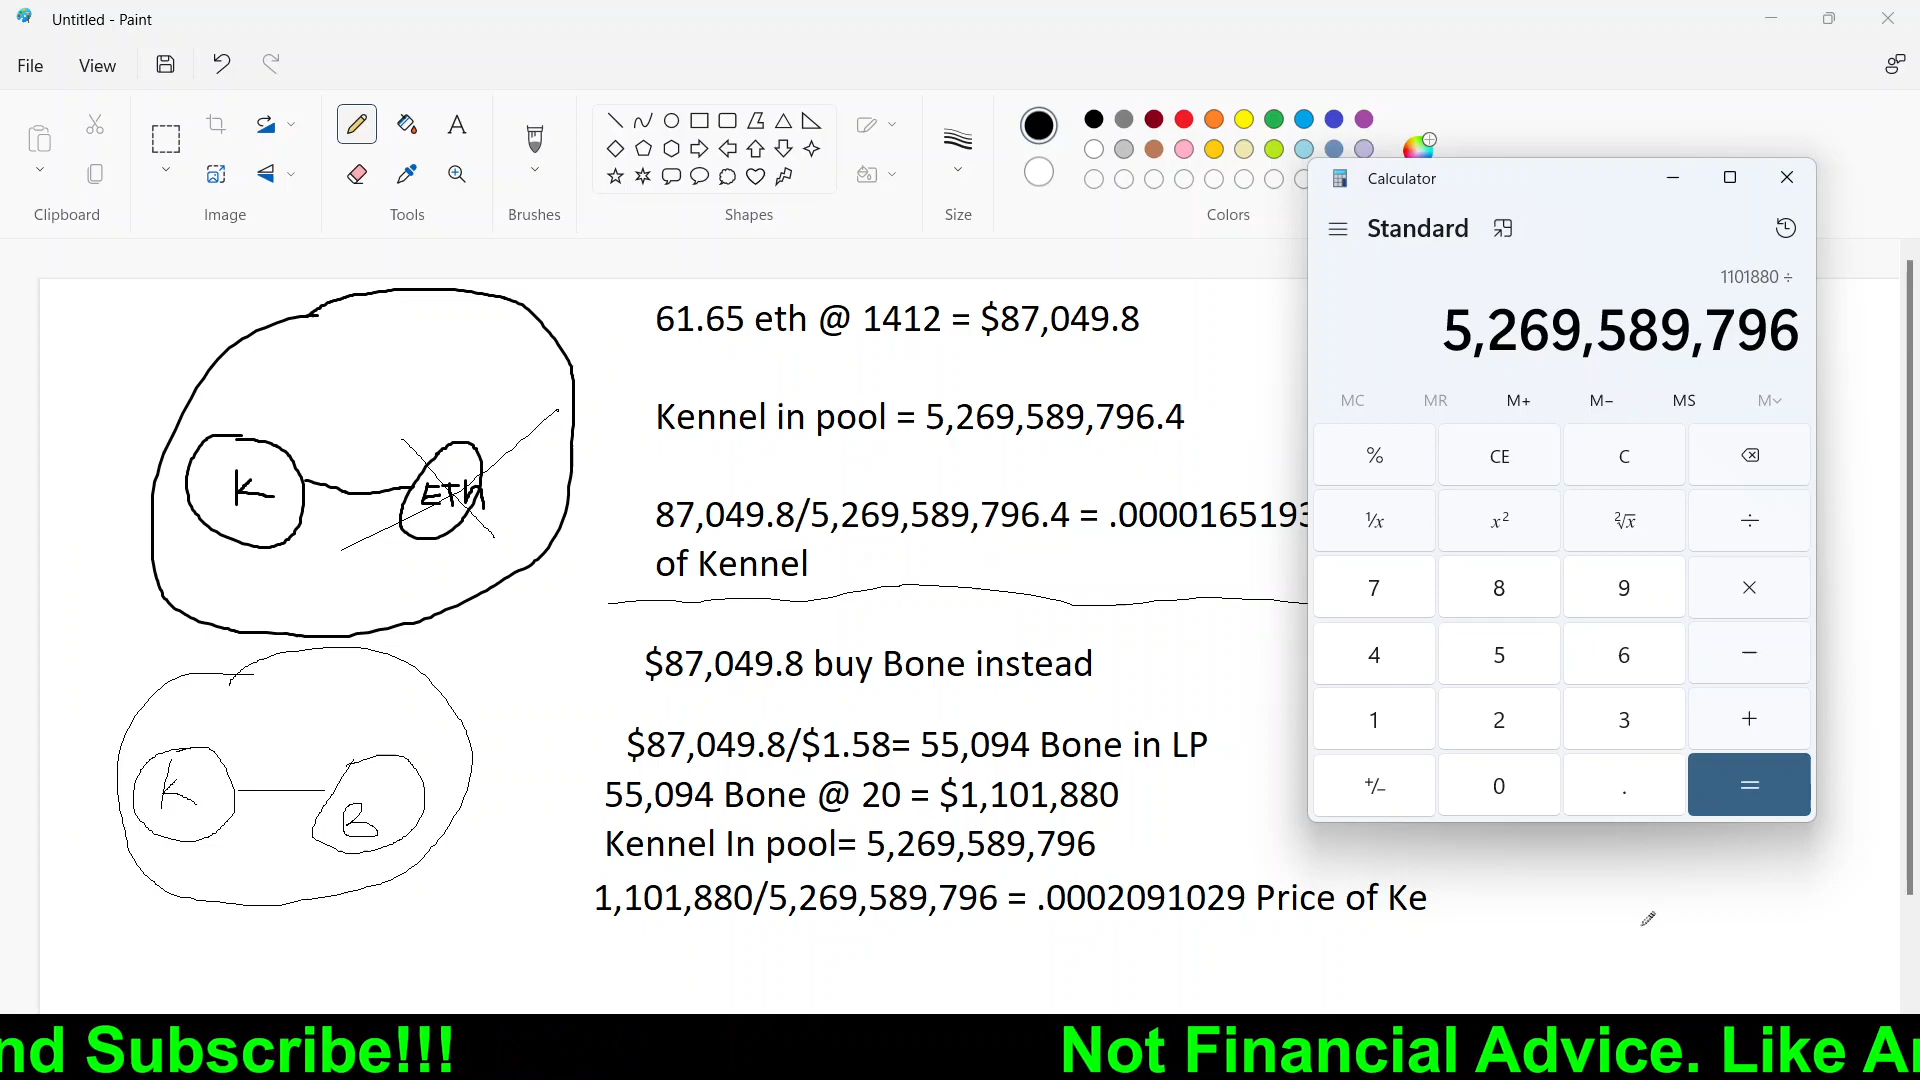 Untitled - Paint
File
View
Clipboard
Image
Tools
Brushes
Shapes
Size
Colors
61.65 eth @ 1412 = $87,049.8
Kennel in pool = 5,269,589,796.4
87,049.8/5,269,589,796.4 = .0000165193
of Kennel
$87,049.8 buy Bone instead
$87,049.8/$1.58= 55,094 Bone in LP
55,094 Bone @ 20 = $1,101,880
Kennel In pool= 5,269,589,796
1,101,880/5,269,589,796 = .0002091029 Price of Ke
K
ETH
K
B
Calculator
Standard
1101880 ÷
5,269,589,796
MC MR M+ M− MS M˅
% CE C
¹/x x² ²√x ÷
7 8 9 ×
4 5 6 −
1 2 3 +
+/− 0 . =
nd Subscribe!!! Not Financial Advice. Like Ar